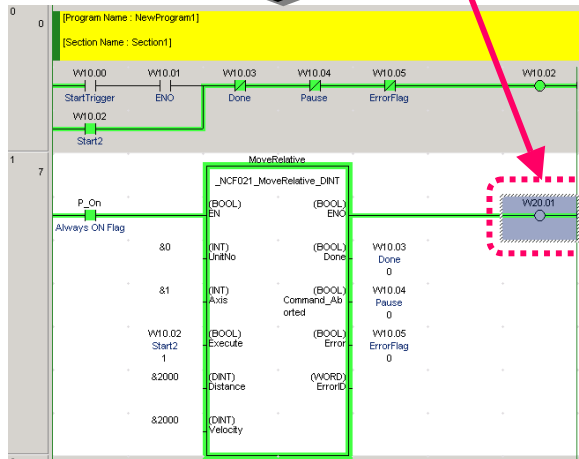 0
0
[Program Name : NewProgram1]
[Section Name : Section1]
W10.00 W10.01 W10.03 W10.04 W10.05 W10.02
StartTrigger ENO Done Pause ErrorFlag
W10.02
Start2
1
7
MoveRelative
_NCF021_MoveRelative_DINT
P_On (BOOL) (BOOL) W20.01
EN ENO
Always ON Flag
&0 (INT) (BOOL) W10.03
UnitNo Done Done
0
&1 (INT) (BOOL) W10.04
Axis Command_Ab Pause
orted 0
W10.02 (BOOL) (BOOL) W10.05
Start2 Execute Error ErrorFlag
1 0
&2000 (DINT) (WORD)
Distance ErrorID
&2000 (DINT)
Velocity